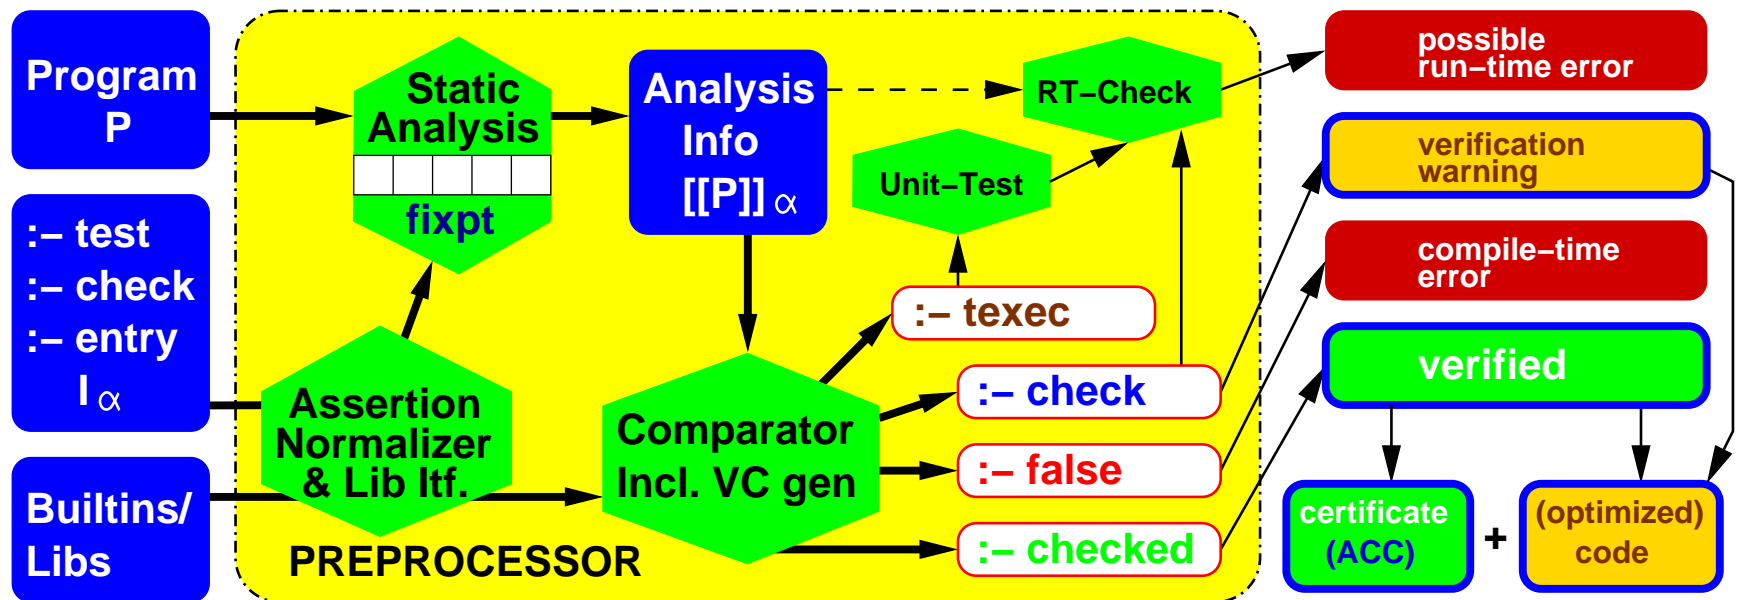 Program
P
:– test
:– check
:– entry
I α
Builtins/
Libs
Static
Analysis
fixpt
Assertion
Normalizer
& Lib Itf.
PREPROCESSOR
Analysis
Info
[[P]] α
Comparator
Incl. VC gen
RT–Check
Unit–Test
:– texec
:– check
:– false
:– checked
possible
run–time error
verification
warning
compile–time
error
verified
certificate
(ACC)
+
(optimized)
code